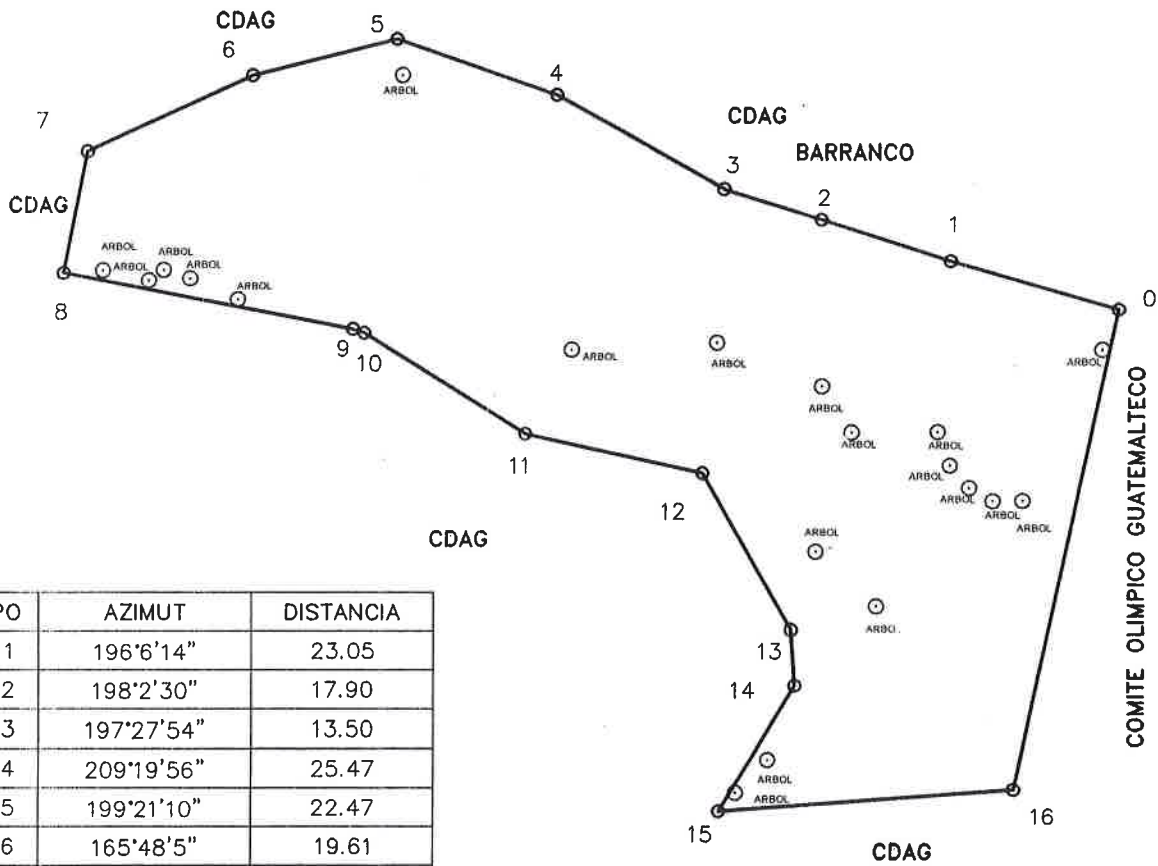 CDAG
5
6
4
ARBOL
7
CDAG
3
BARRANCO
2
CDAG
1
ARBOL
ARBOL
ARBOL
ARBOL
ARBOL
0
8
9
10
ARBOL
ARBOL
ARBOL
ARBOL
ARBOL
ARBOL
11
ARBOL
12
ARBOL
ARBOL
ARBOL
CDAG
ARBOL
COMITE OLIMPICO GUATEMALTECO
PO AZIMUT DISTANCIA
1 196°6'14" 23.05
2 198°2'30" 17.90
3 197°27'54" 13.50
4 209°19'56" 25.47
5 199°21'10" 22.47
6 165°48'5" 19.61
ARBOL
13
14
ARBOL
ARBOL
15
16
CDAG